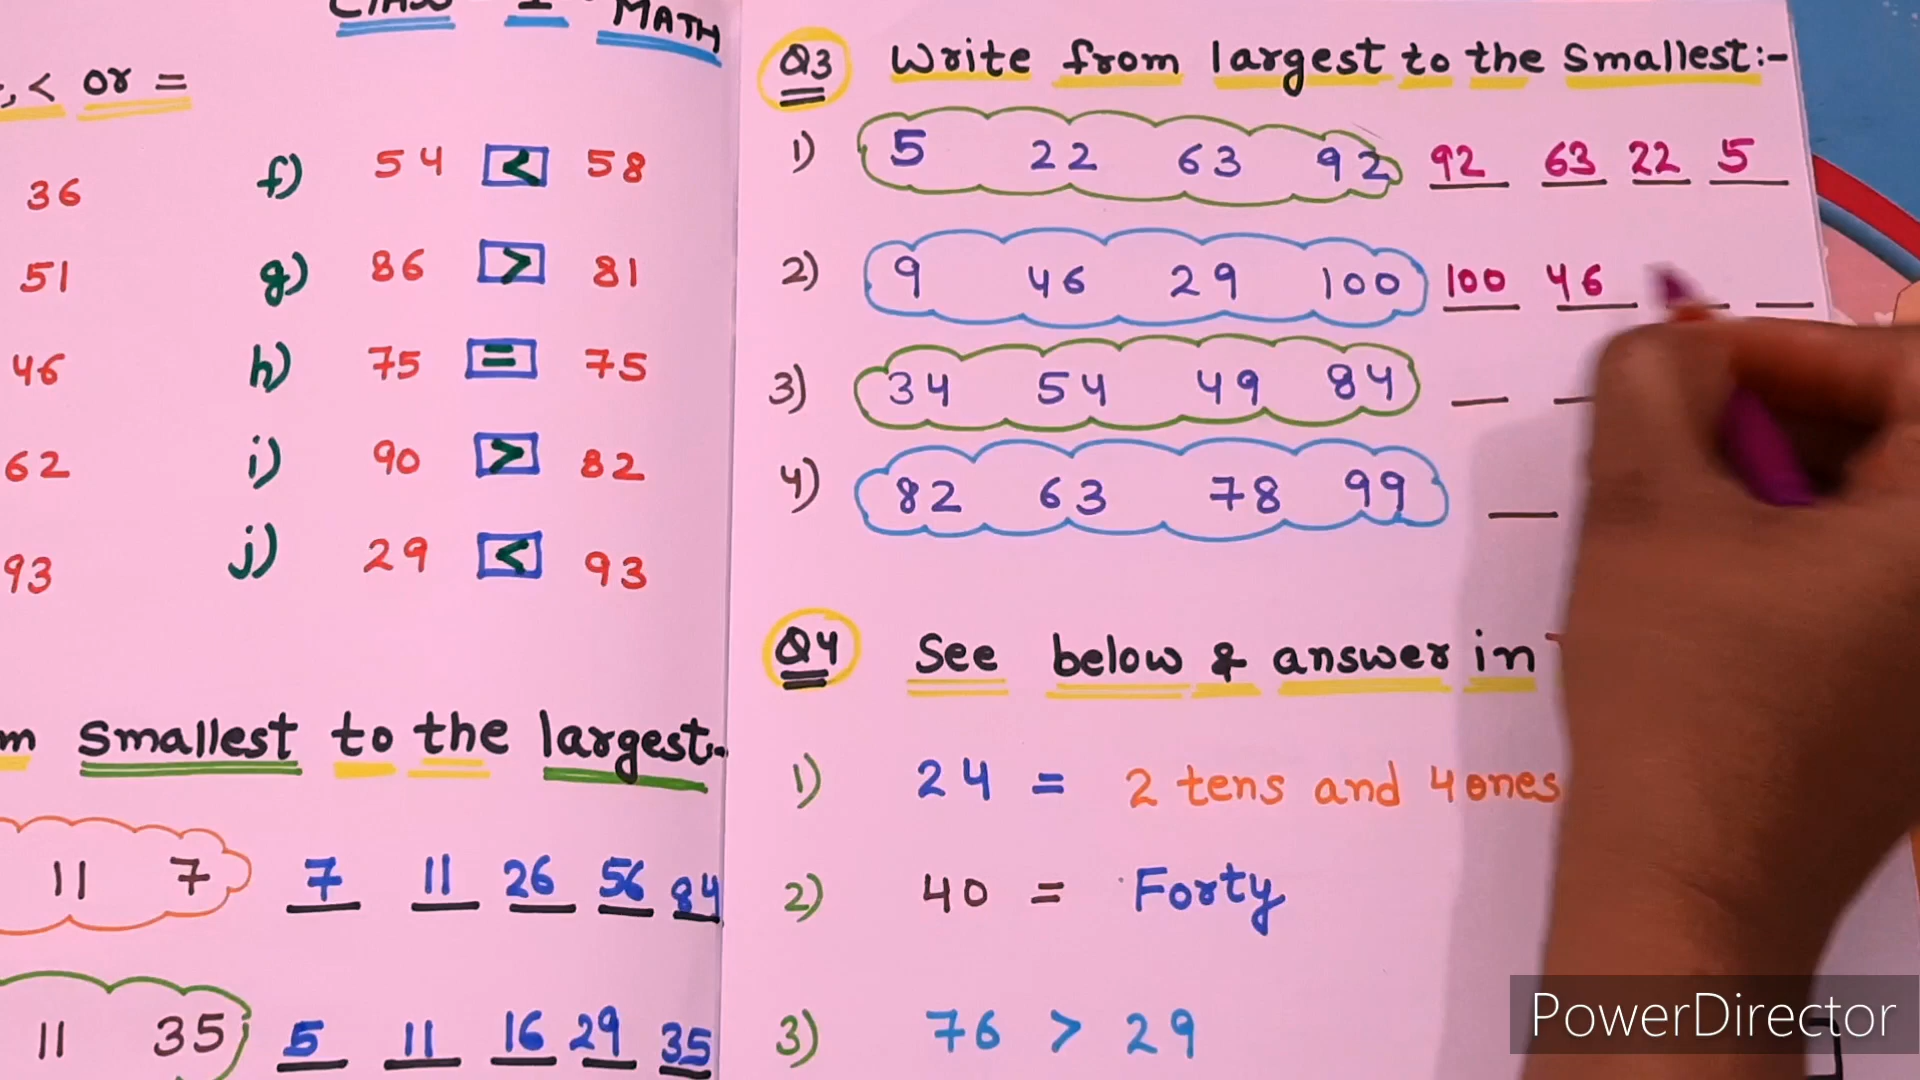 CLASS - 1 MATH
, < or =
36
51
46
62
93
f) 54 < 58
g) 86 > 81
h) 75 = 75
i) 90 > 82
j) 29 < 93
smallest to the largest:-
11 7 7 11 26 56 84
11 35 5 11 16 29 35
Q3 Write from largest to the smallest:-
1) 5 22 63 92 92 63 22 5
2) 9 46 29 100 100 46
3) 34 54 49 84
4) 82 63 78 99
Q4 See below & answer in
1) 24 = 2 tens and 4 ones
2) 40 = Forty
3) 76 > 29
PowerDirector